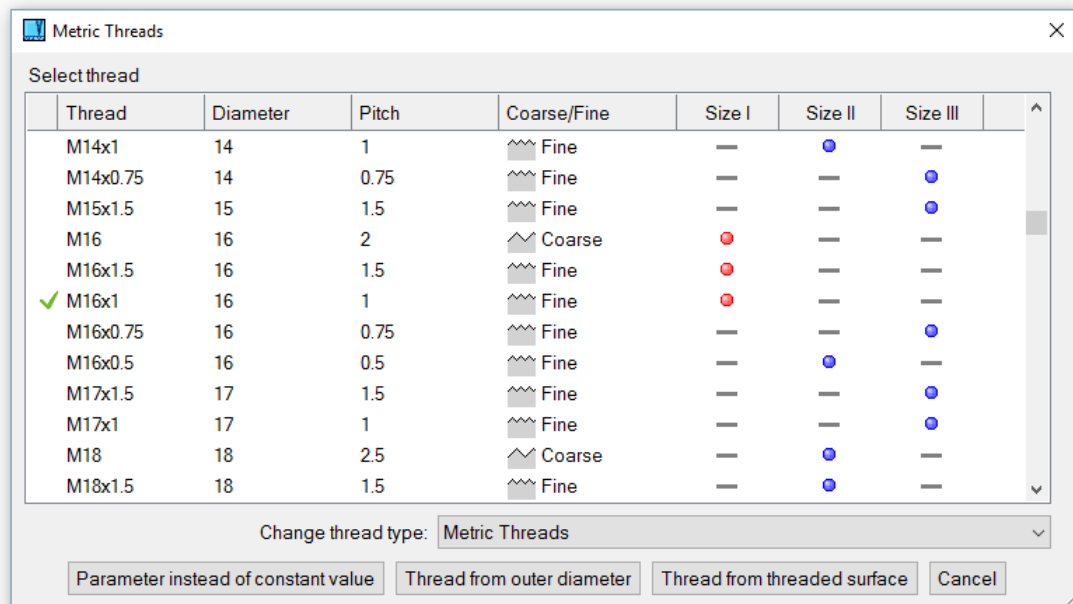 Metric Threads
Select thread
Thread Diameter Pitch Coarse/Fine Size I Size II Size III
M14x1 14 1 Fine
M14x0.75 14 0.75 Fine
M15x1.5 15 1.5 Fine
M16 16 2 Coarse
M16x1.5 16 1.5 Fine
M16x1 16 1 Fine
M16x0.75 16 0.75 Fine
M16x0.5 16 0.5 Fine
M17x1.5 17 1.5 Fine
M17x1 17 1 Fine
M18 18 2.5 Coarse
M18x1.5 18 1.5 Fine
Change thread type: Metric Threads
Parameter instead of constant value Thread from outer diameter Thread from threaded surface Cancel